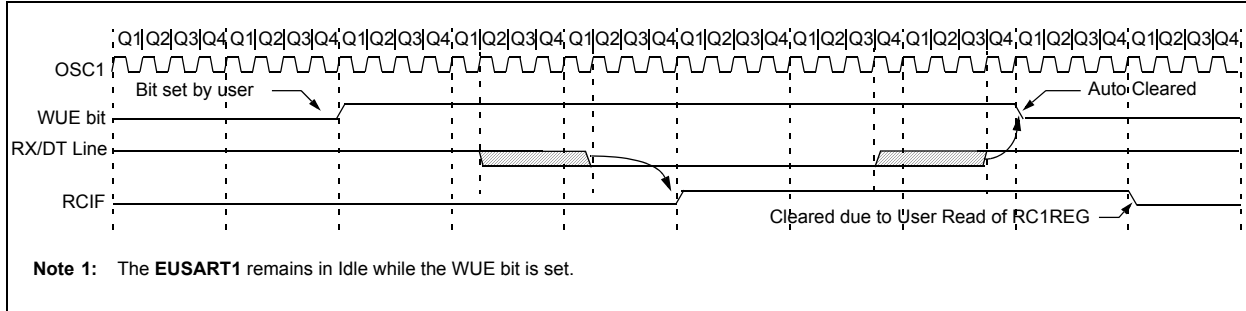 Q1 Q2 Q3 Q4 Q1 Q2 Q3 Q4 Q1 Q2 Q3 Q4 Q1 Q2 Q3 Q4 Q1 Q2 Q3 Q4 Q1 Q2 Q3 Q4 Q1 Q2 Q3 Q4 Q1 Q2 Q3 Q4 Q1 Q2 Q3 Q4 Q1 Q2 Q3 Q4
OSC1
Bit set by user
Auto Cleared
WUE bit
RX/DT Line
RCIF
Cleared due to User Read of RC1REG
Note 1: The EUSART1 remains in Idle while the WUE bit is set.